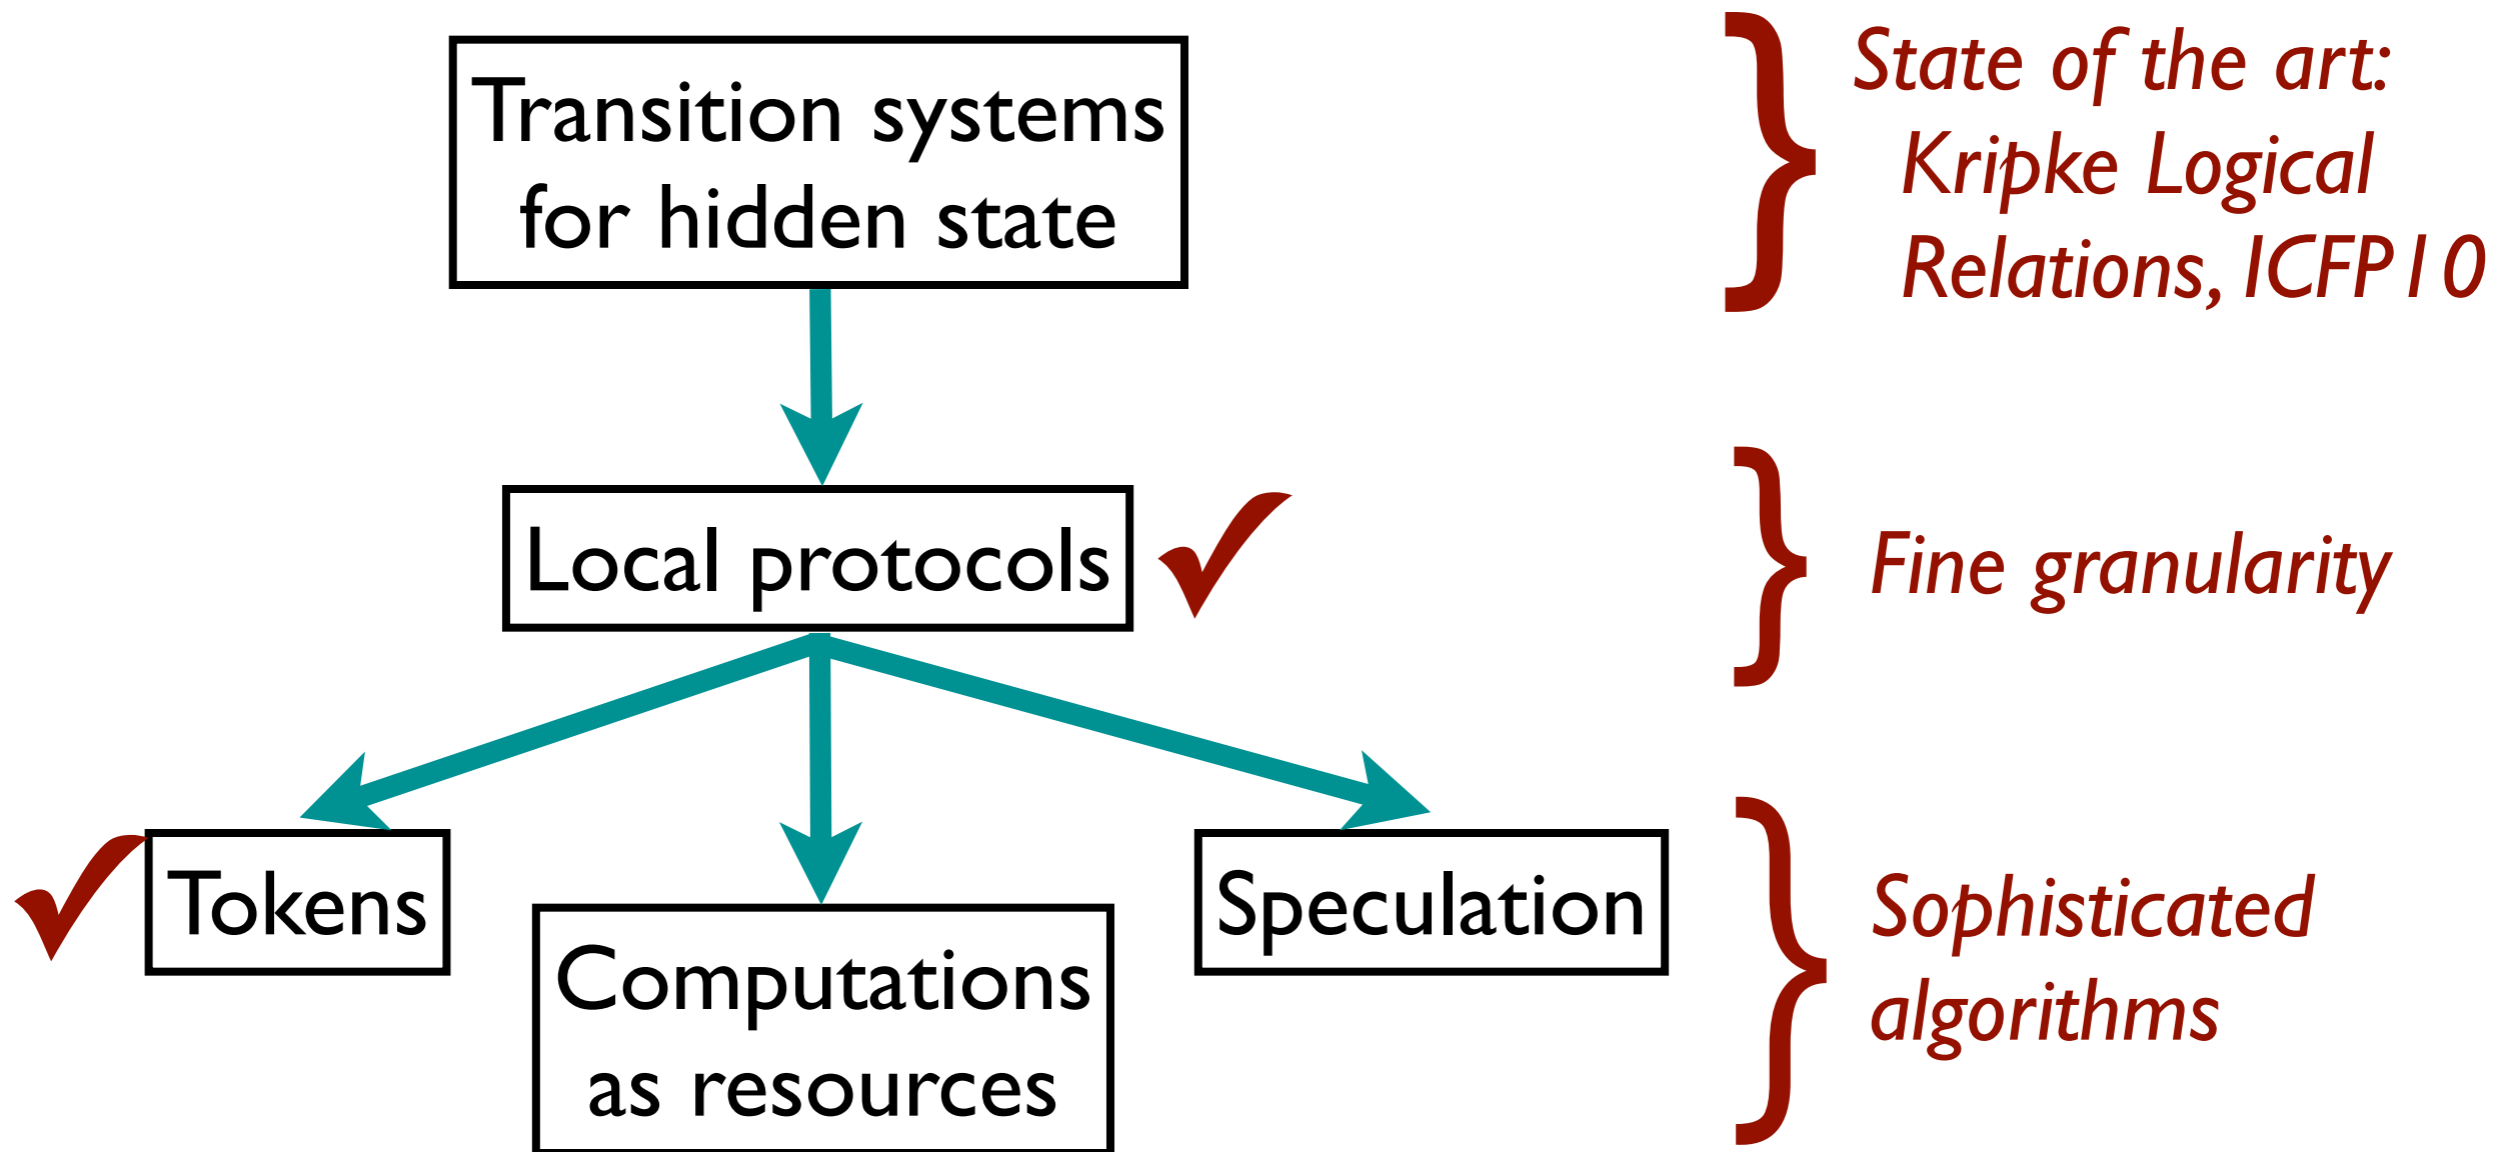 Transition systems
for hidden state
State of the art:
Kripke Logical
Relations, ICFP10
Local protocols
Fine granularity
Tokens
Computations
as resources
Speculation
Sophisticated
algorithms